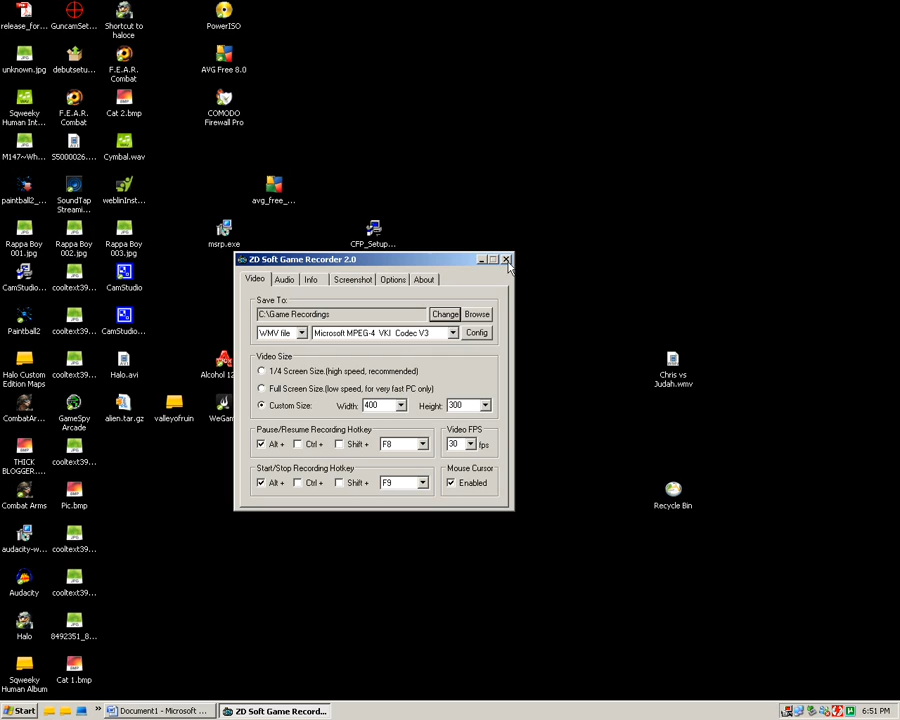 release_for...
GuncamSet...
Shortcut to
haloce
PowerISO
unknown.jpg
debutsetu...
F.E.A.R.
Combat
AVG Free 8.0
Sqweeky
Human Int...
F.E.A.R.
Combat
Cat 2.bmp
COMODO
Firewall Pro
M147~Wh...
S5000026....
Cymbal.wav
paintball2_...
SoundTap
Streami...
weblinInst...
avg_free_...
Rappa Boy
001.jpg
Rappa Boy
002.jpg
Rappa Boy
003.jpg
msrp.exe
CFP_Setup...
CamStudio...
cooltext39...
CamStudio
Paintball2
cooltext39...
CamStudio...
Halo Custom
Edition Maps
cooltext39...
Halo.avi
Alcohol 12
CombatAr...
GameSpy
Arcade
alien.tar.gz
valleyofruin
WeGam
THICK
BLOGGER...
cooltext39...
Combat Arms
Pic.bmp
audacity-w...
cooltext39...
Audacity
cooltext39...
Halo
8492351_8...
Sqweeky
Human Album
Cat 1.bmp
Chris vs
Judah.wmv
Recycle Bin
ZD Soft Game Recorder 2.0
Video Audio Info Screenshot Options About
Save To:
C:\Game Recordings Change Browse
WMV file Microsoft MPEG-4 VKI Codec V3 Config
Video Size
1/4 Screen Size.(high speed, recommended)
Full Screen Size.(low speed, for very fast PC only)
Custom Size: Width: 400 Height: 300
Pause/Resume Recording Hotkey Video FPS
Alt + Ctrl + Shift + F8 30 fps
Start/Stop Recording Hotkey Mouse Cursor
Alt + Ctrl + Shift + F9 Enabled
Start » Document1 - Microsoft ... ZD Soft Game Record... 6:51 PM